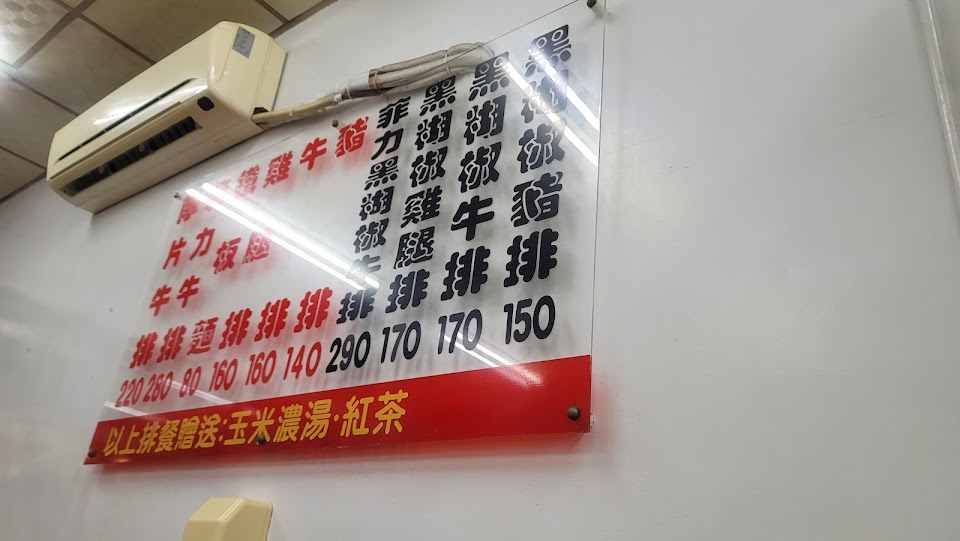 黑胡椒豬排 150
黑胡椒牛排 170
黑胡椒雞腿排 170
菲力黑胡椒牛排 290
豬排 140
牛排 160
雞腿排 160
鐵板麵 80
力牛排 280
片牛排 220
以上排餐贈送:玉米濃湯·紅茶